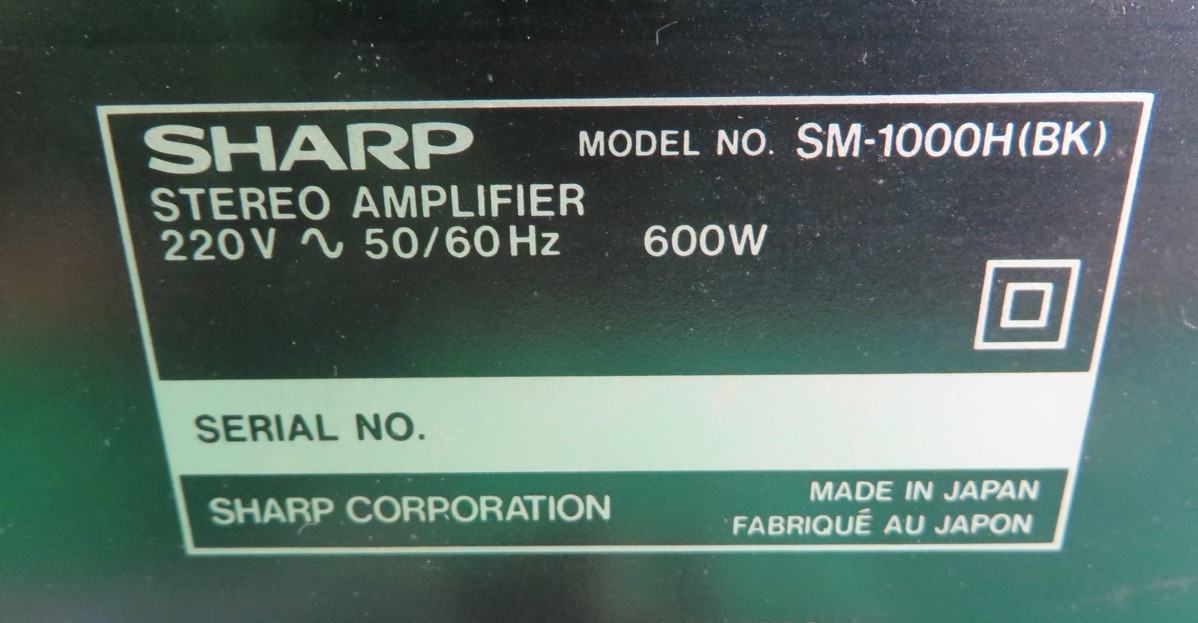 SHARP MODEL NO. SM-1000H(BK)
STEREO AMPLIFIER
220V ∿ 50/60Hz 600W
SERIAL NO.
SHARP CORPORATION
MADE IN JAPAN
FABRIQUÉ AU JAPON